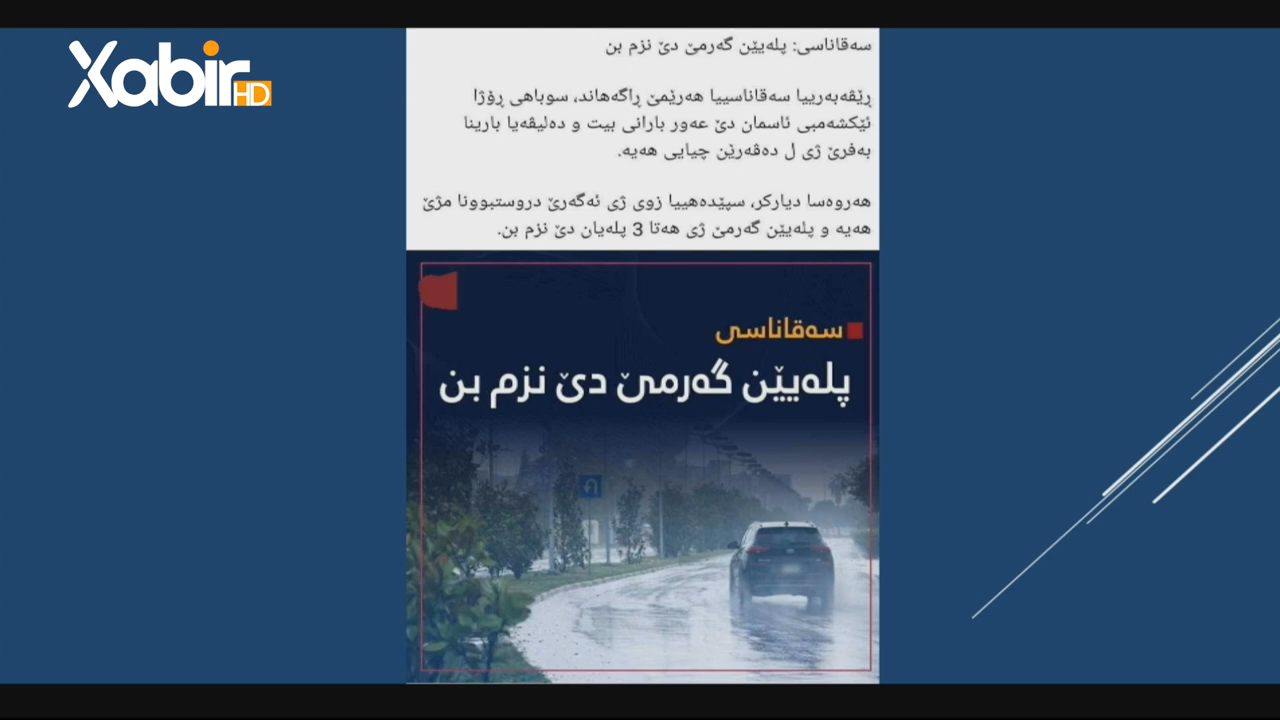 Xabir HD
سەقاناسی: پلەیێن گەرمێ دێ نزم بن
ڕێڤەبەرییا سەقاناسییا هەرێمێ ڕاگەهاند، سوباهی ڕۆژا
ئێکشەمبی ئاسمان دێ عەور بارانی بیت و دەلیڤەیا بارینا
بەفرێ ژی ل دەڤەرێن چیایی هەیە.
هەروەسا دیارکر، سپێدەهییا زوی ژی ئەگەرێ دروستبوونا مژێ
هەیە و پلەیێن گەرمێ ژی هەتا 3 پلەیان دێ نزم بن.
سەقاناسی
پلەیێن گەرمێ دێ نزم بن